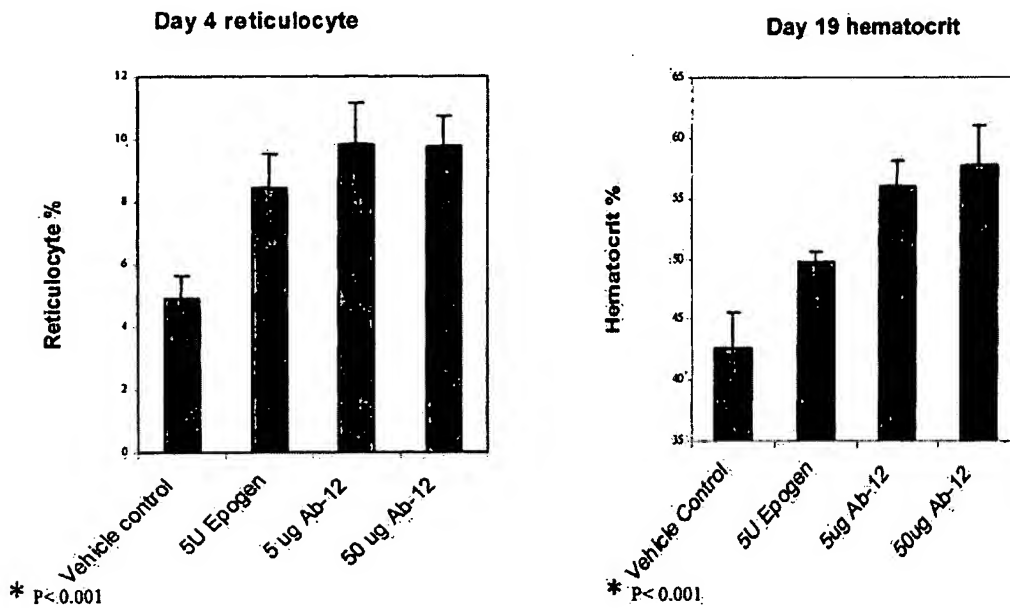 Day 4 reticulocyte
Reticulocyte %
12
10
8
6
4
2
0
Vehicle control
5U Epogen
5 ug Ab-12
50 ug Ab-12
* P< 0.001
Day 19 hematocrit
Hematocrit %
65
60
55
50
45
40
35
Vehicle Control
5U Epogen
5ug Ab-12
50ug Ab-12
* P< 0.001